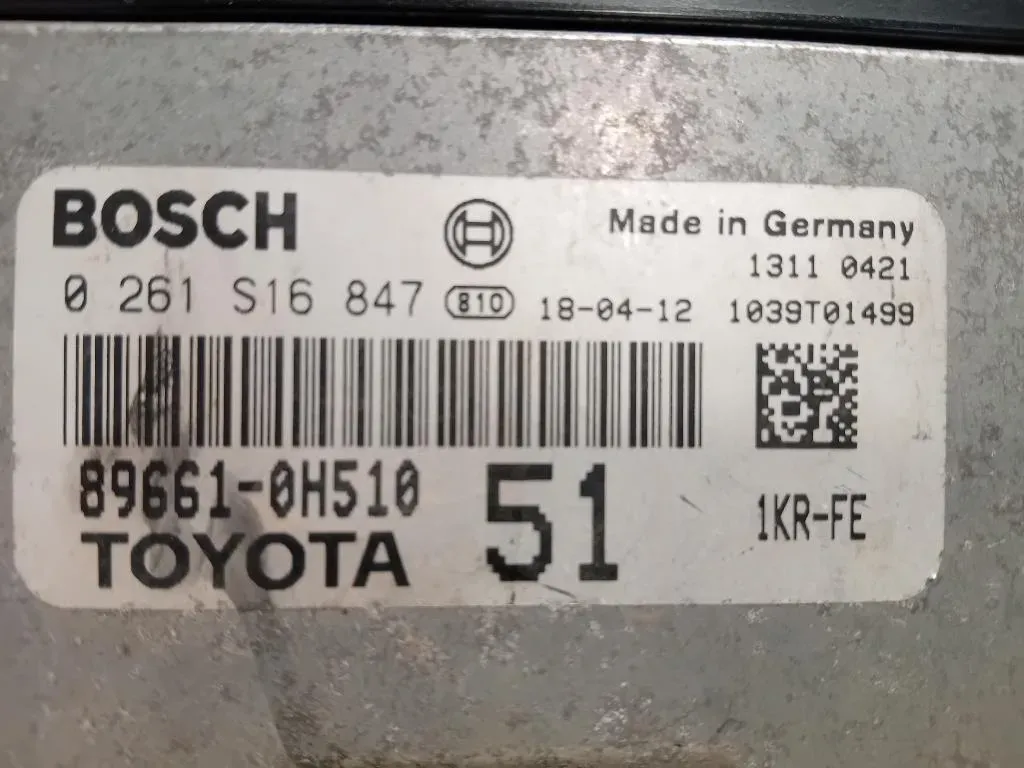 BOSCH
Made in Germany
1311 0421
0 261 S16 847 810 18-04-12 1039T01499
89661-0H510
51
1KR-FE
TOYOTA